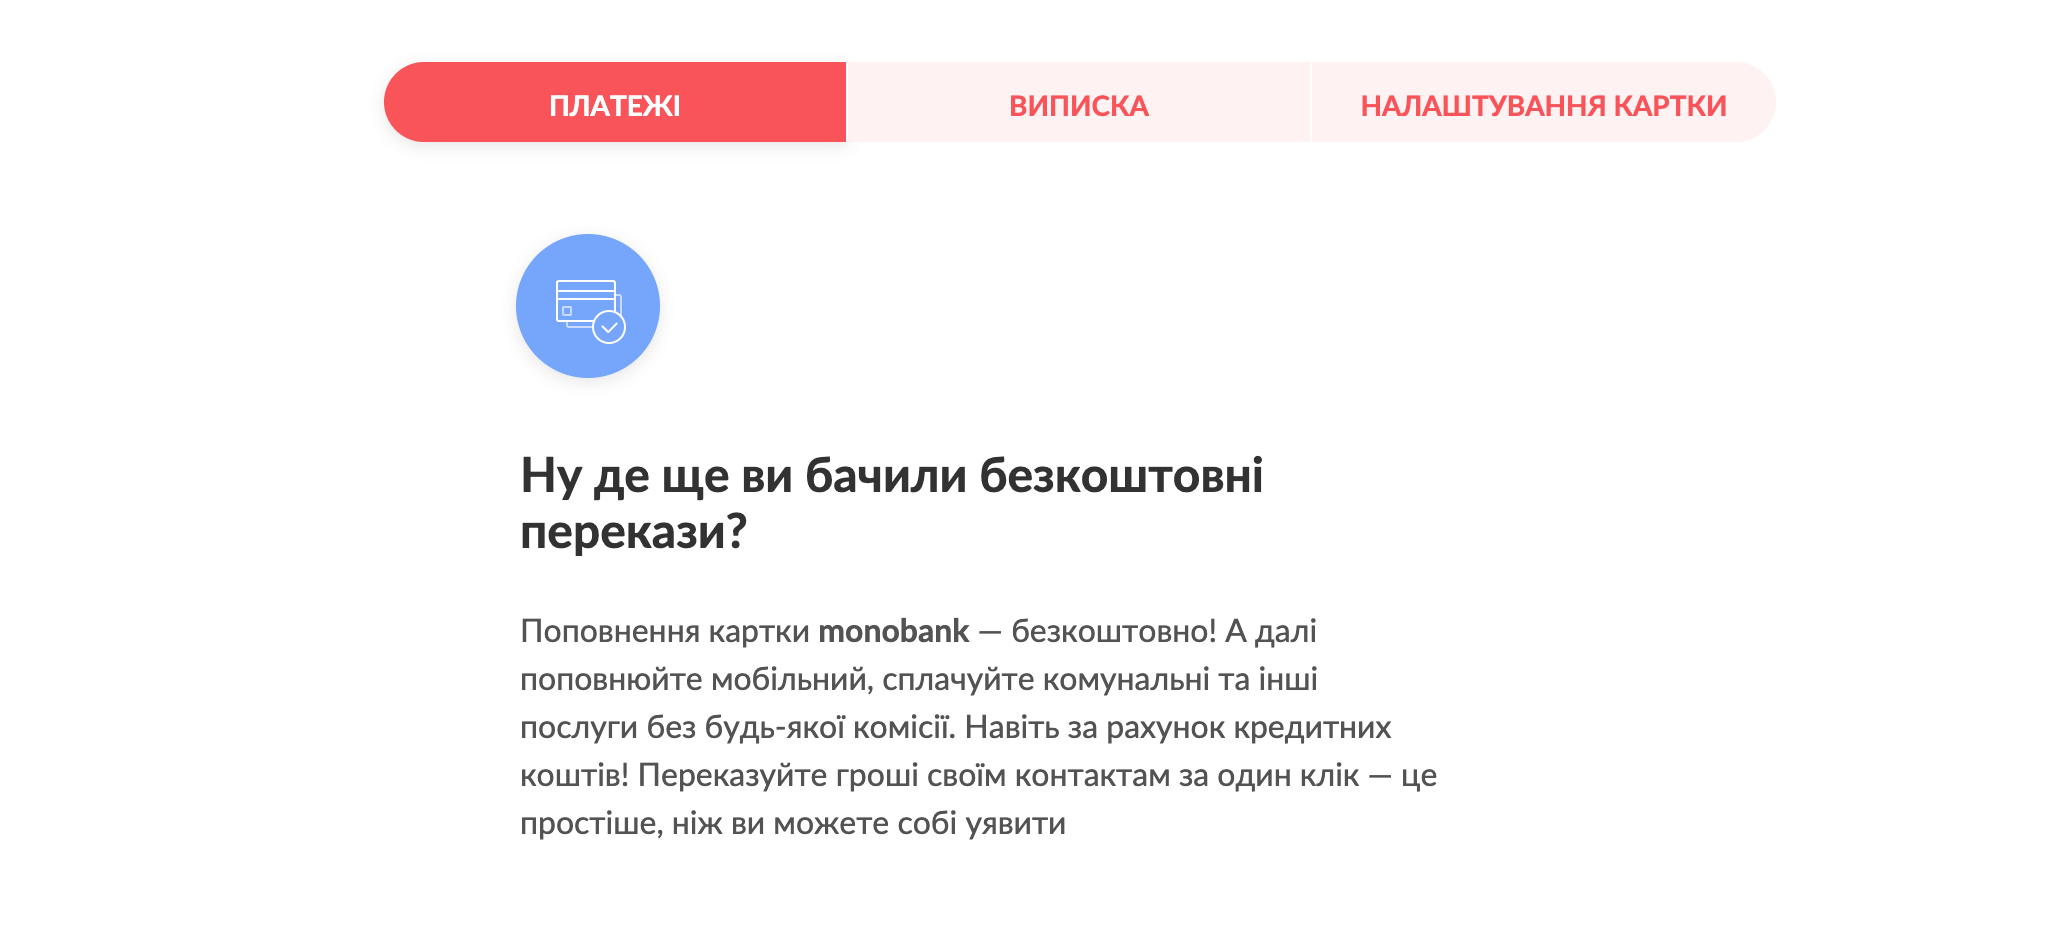 ПЛАТЕЖІ
ВИПИСКА
НАЛАШТУВАННЯ КАРТКИ
Ну де ще ви бачили безкоштовні
перекази?
Поповнення картки monobank — безкоштовно! А далі
поповнюйте мобільний, сплачуйте комунальні та інші
послуги без будь-якої комісії. Навіть за рахунок кредитних
коштів! Переказуйте гроші своїм контактам за один клік — це
простіше, ніж ви можете собі уявити